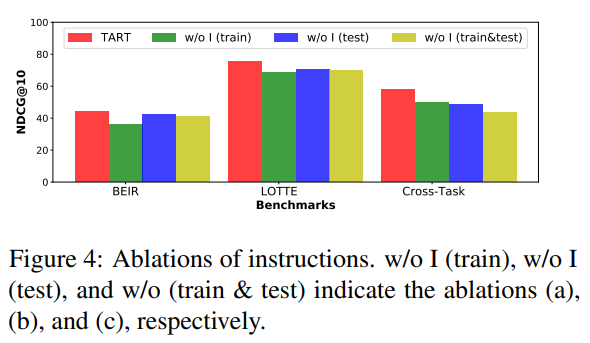 100
TART w/o I (train) w/o I (test) w/o I (train&test)
80
60
40
20
0
NDCG@10
BEIR LOTTE Cross-Task
Benchmarks
Figure 4: Ablations of instructions. w/o I (train), w/o I
(test), and w/o (train & test) indicate the ablations (a),
(b), and (c), respectively.